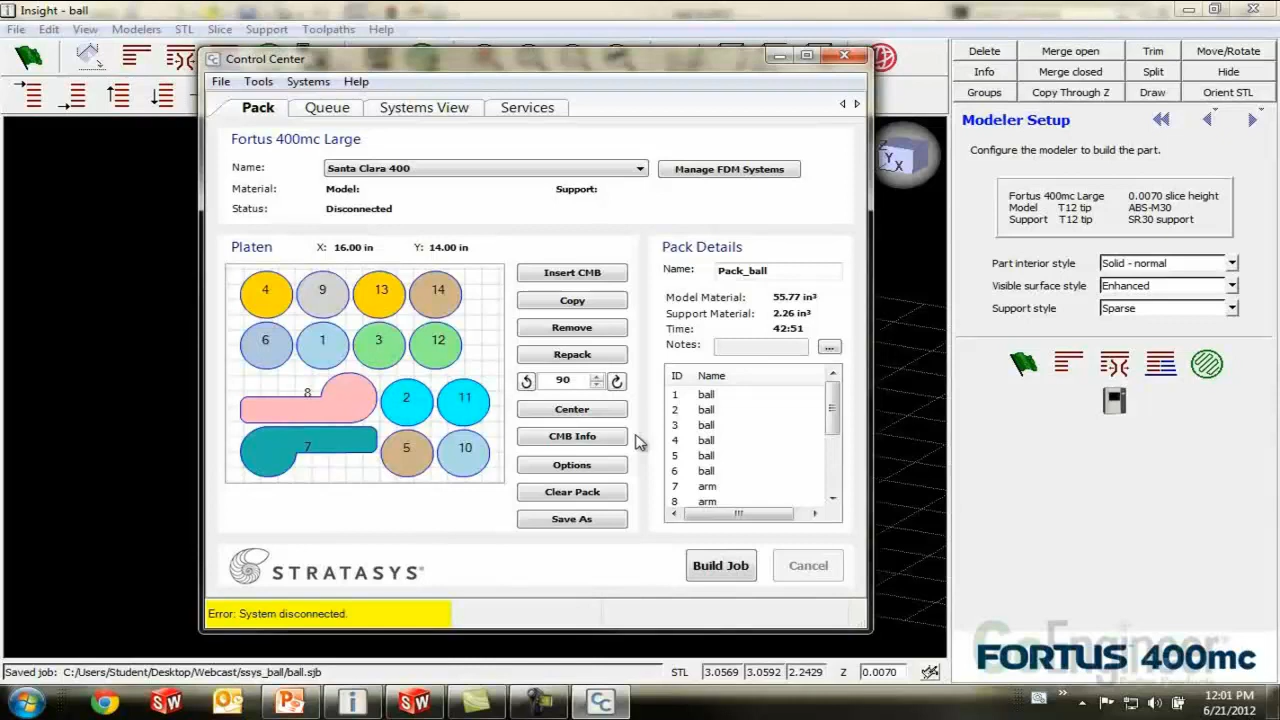 Insight - ball
File Edit View Modelers STL Slice Support Toolpaths Help
Control Center
File Tools Systems Help
Pack Queue Systems View Services
Fortus 400mc Large
Name: Santa Clara 400 Manage FDM Systems
Material: Model: Support:
Status: Disconnected
Platen X: 16.00 in Y: 14.00 in
4 9 13 14
6 1 3 12
8 2 11
7 5 10
Insert CMB
Copy
Remove
Repack
90
Center
CMB Info
Options
Clear Pack
Save As
Pack Details
Name: Pack_ball
Model Material: 55.77 in³
Support Material: 2.26 in³
Time: 42:51
Notes: ...
ID Name
1 ball
2 ball
3 ball
4 ball
5 ball
6 ball
7 arm
8 arm
STRATASYS
Build Job Cancel
Error: System disconnected.
Delete Merge open Trim Move/Rotate
Info Merge closed Split Hide
Groups Copy Through Z Draw Orient STL
Z Y X
Modeler Setup
Configure the modeler to build the part.
Fortus 400mc Large 0.0070 slice height
Model T12 tip ABS-M30
Support T12 tip SR30 support
Part interior style Solid - normal
Visible surface style Enhanced
Support style Sparse
GoEngineer
FORTUS 400mc
Saved job: C:/Users/Student/Desktop/Webcast/ssys_ball/ball.sjb STL 3.0569 3.0592 2.2429 Z 0.0070
12:01 PM
6/21/2012